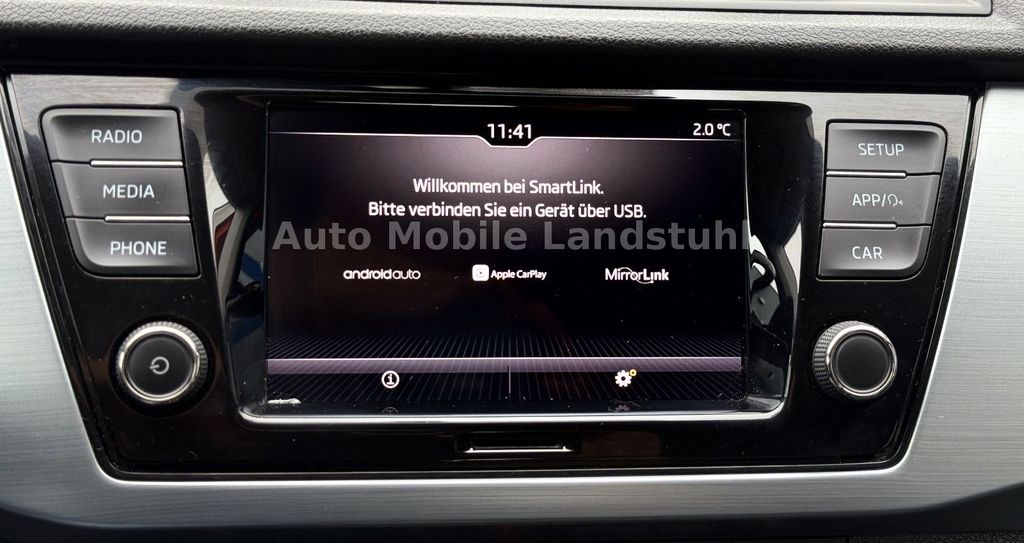 RADIO
MEDIA
PHONE
11:41
2.0 °C
Willkommen bei SmartLink.
Bitte verbinden Sie ein Gerät über USB.
Auto Mobile Landstuhl
androidauto
Apple CarPlay
MirrorLink
SETUP
APP/
CAR